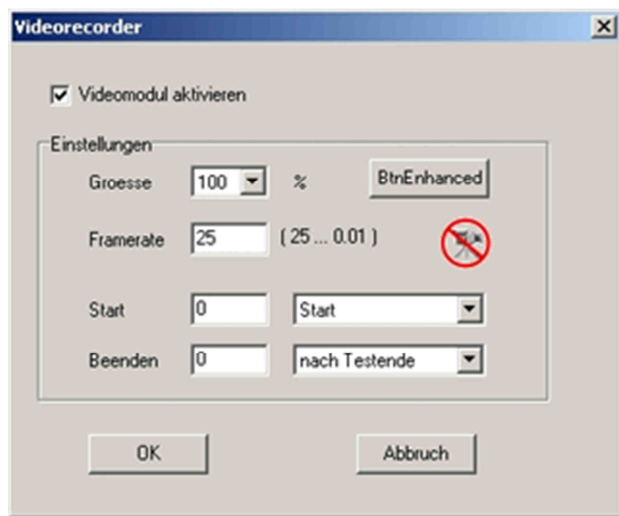 Videorecorder
Videomodul aktivieren
Einstellungen
Groesse 100 % BtnEnhanced
Framerate 25 ( 25 ... 0.01 )
Start 0 Start
Beenden 0 nach Testende
OK Abbruch